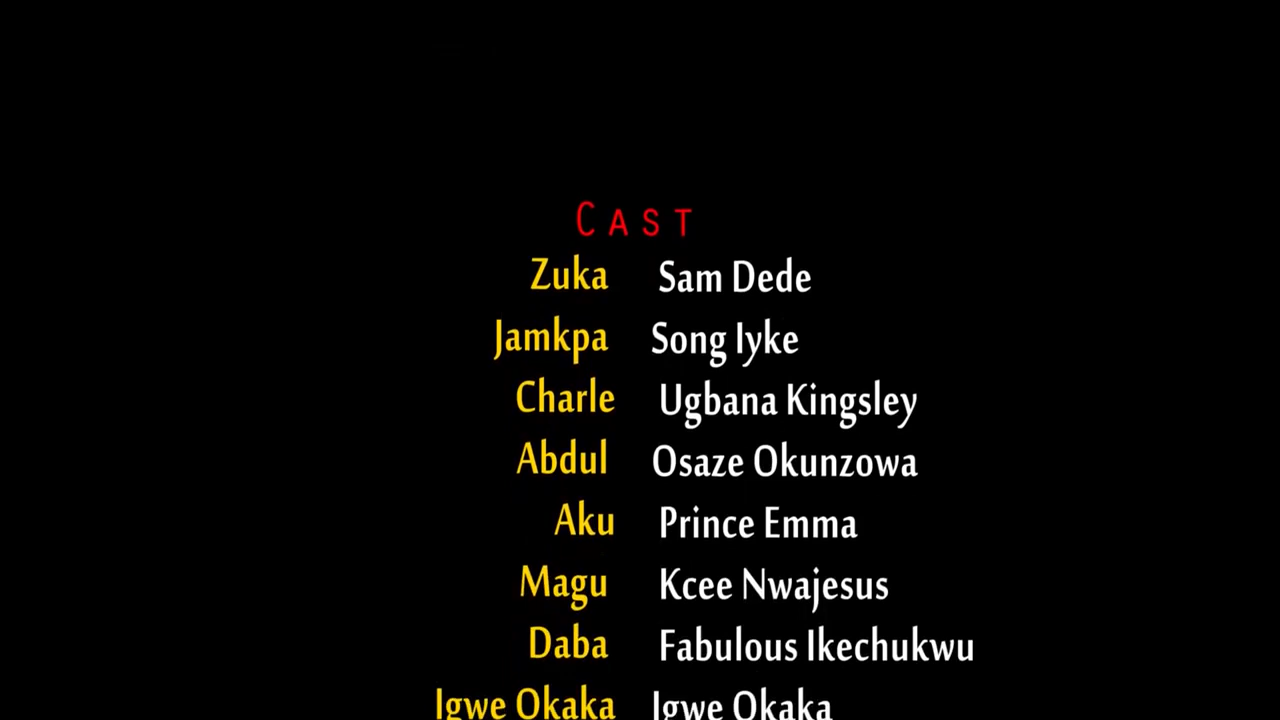 Cast
Zuka Sam Dede
Jamkpa Song Iyke
Charle Ugbana Kingsley
Abdul Osaze Okunzowa
Aku Prince Emma
Magu Kcee Nwajesus
Daba Fabulous Ikechukwu
Igwe Okaka Igwe Okaka